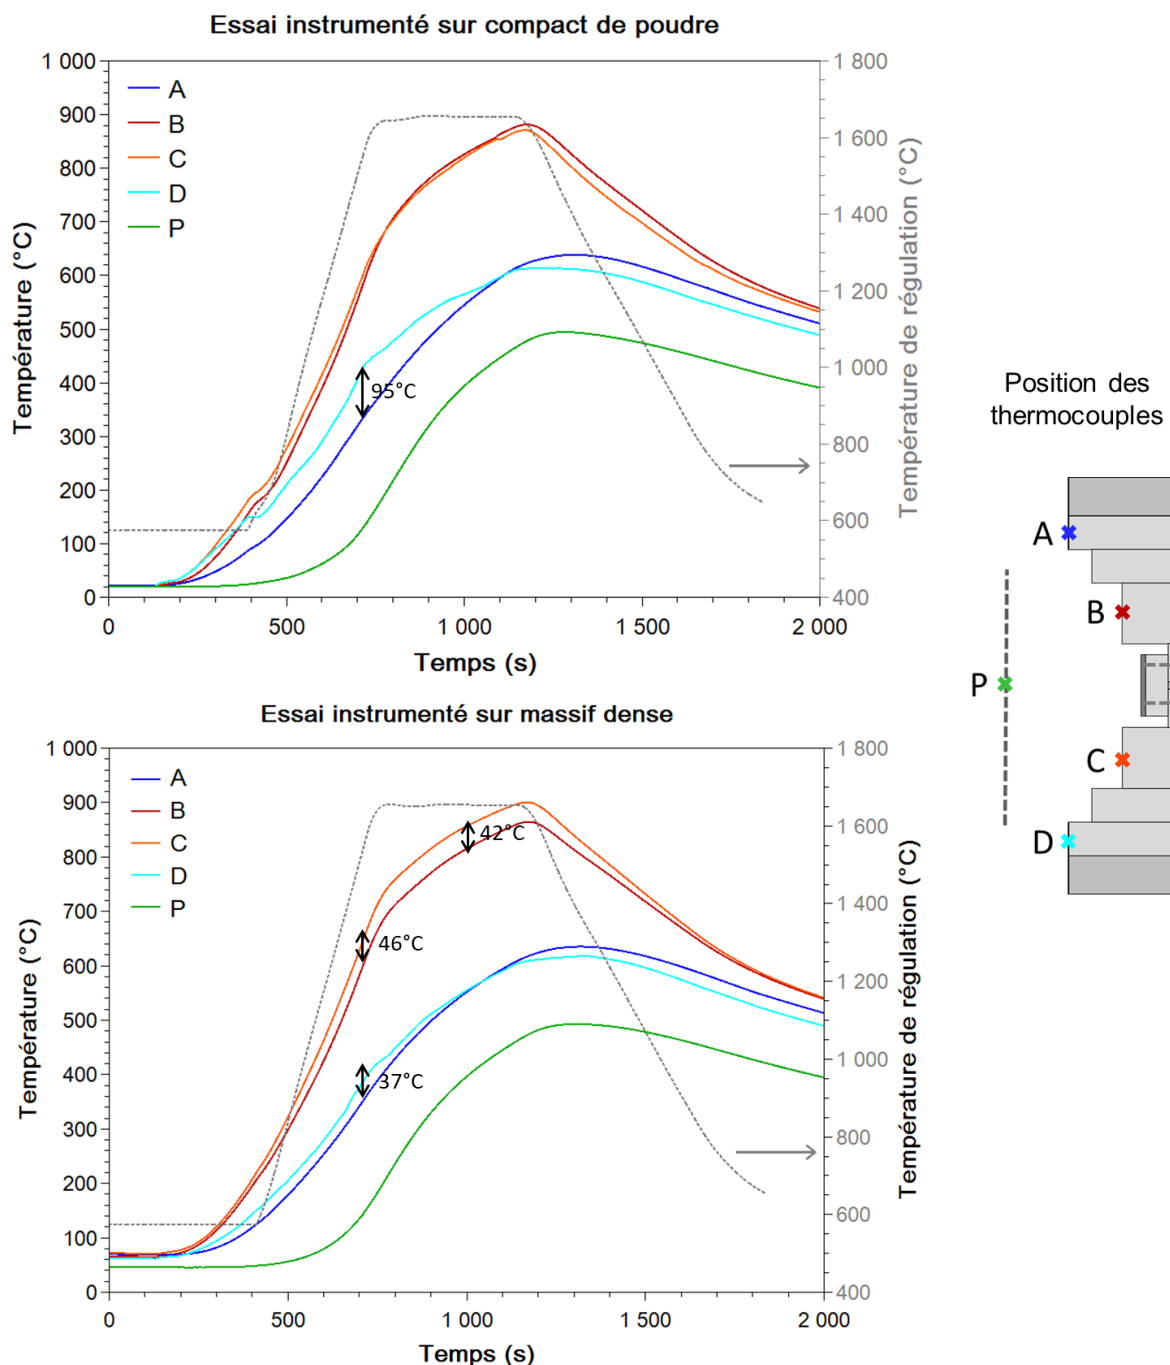 Essai instrumenté sur compact de poudre
1 000
900
800
700
600
500
400
300
200
100
0
Température (°C)
A
B
C
D
P
95°C
1 800
1 600
1 400
1 200
1 000
800
600
400
Température de régulation (°C)
0
500
1 000
1 500
2 000
Temps (s)
Essai instrumenté sur massif dense
1 000
900
800
700
600
500
400
300
200
100
0
Température (°C)
A
B
C
D
P
42°C
46°C
37°C
1 800
1 600
1 400
1 200
1 000
800
600
400
Température de régulation (°C)
0
500
1 000
1 500
2 000
Temps (s)
Position des
thermocouples
A
B
P
C
D